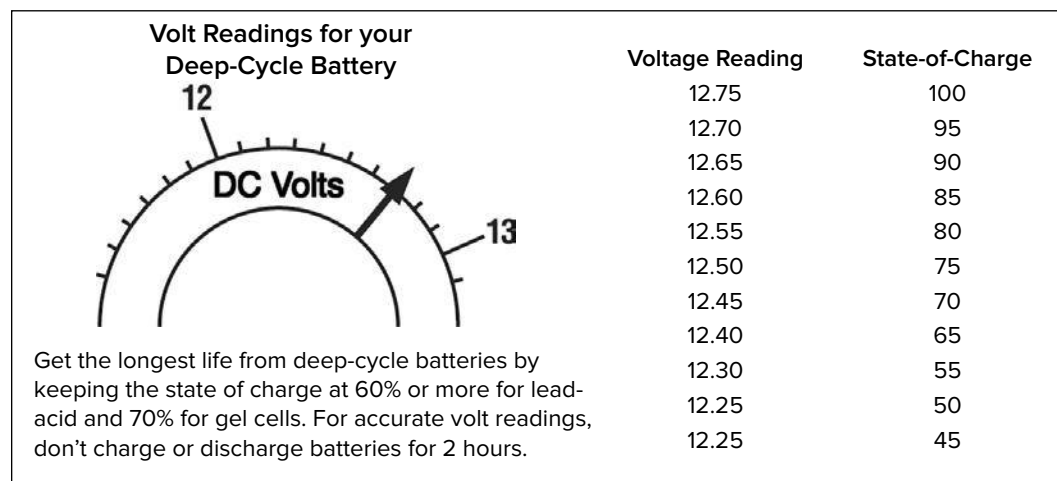 Volt Readings for your
Deep-Cycle Battery
12
DC Volts
13
Get the longest life from deep-cycle batteries by
keeping the state of charge at 60% or more for lead-
acid and 70% for gel cells. For accurate volt readings,
don’t charge or discharge batteries for 2 hours.
Voltage Reading State-of-Charge
12.75 100
12.70 95
12.65 90
12.60 85
12.55 80
12.50 75
12.45 70
12.40 65
12.30 55
12.25 50
12.25 45